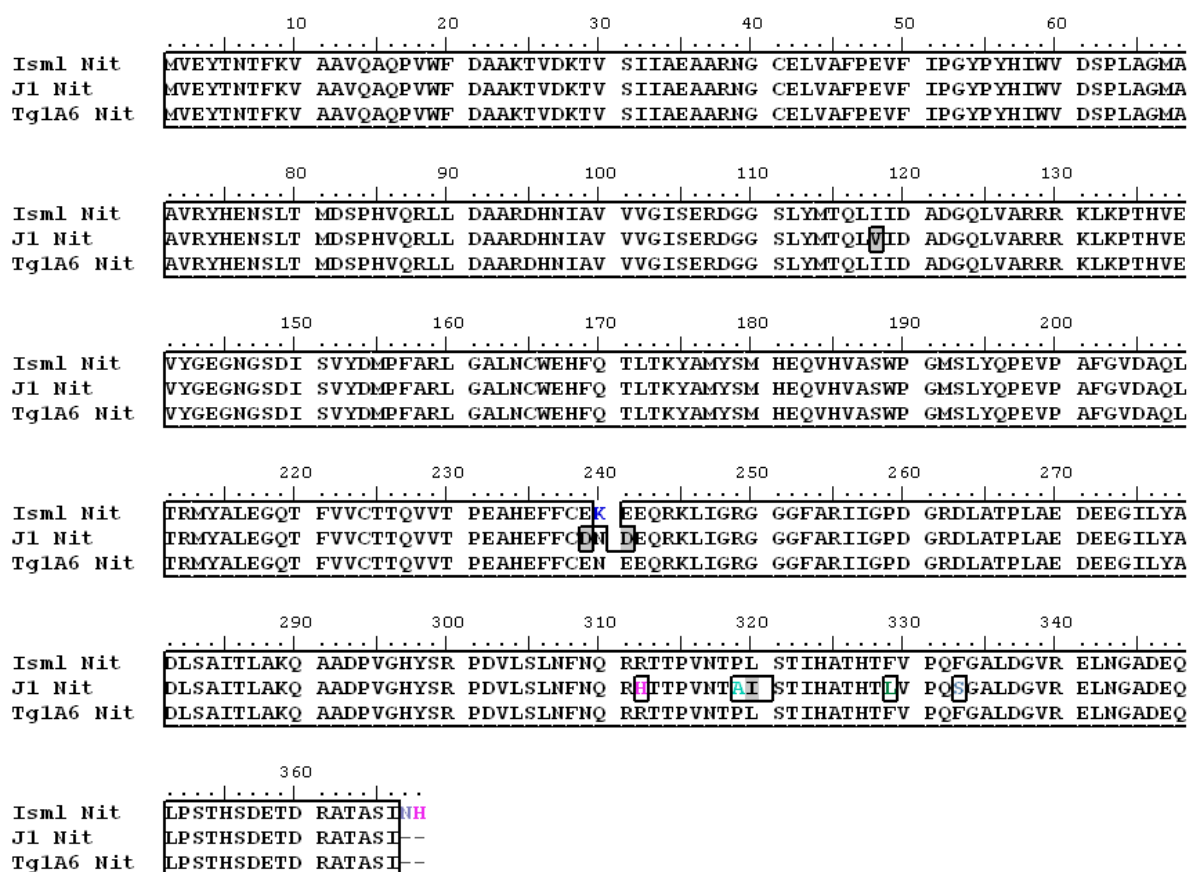 10 20 30 40 50 60
Isml Nit MVEYTNTFKV AAVQAQPVWF DAAKTVDKTV SIIAEAARNG CELVAFPEVF IPGYPYHIWV DSPLAGMA
J1 Nit MVEYTNTFKV AAVQAQPVWF DAAKTVDKTV SIIAEAARNG CELVAFPEVF IPGYPYHIWV DSPLAGMA
Tg1A6 Nit MVEYTNTFKV AAVQAQPVWF DAAKTVDKTV SIIAEAARNG CELVAFPEVF IPGYPYHIWV DSPLAGMA
80 90 100 110 120 130
Isml Nit AVRYHENSLT MDSPHVQRLL DAARDHNIAV VVGISERDGG SLYMTQLIID ADGQLVARRR KLKPTHVE
J1 Nit AVRYHENSLT MDSPHVQRLL DAARDHNIAV VVGISERDGG SLYMTQLVID ADGQLVARRR KLKPTHVE
Tg1A6 Nit AVRYHENSLT MDSPHVQRLL DAARDHNIAV VVGISERDGG SLYMTQLIID ADGQLVARRR KLKPTHVE
150 160 170 180 190 200
Isml Nit VYGEGNGSDI SVYDMPFARL GALNCWEHFQ TLTKYAMYSM HEQVHVASWP GMSLYQPEVP AFGVDAQL
J1 Nit VYGEGNGSDI SVYDMPFARL GALNCWEHFQ TLTKYAMYSM HEQVHVASWP GMSLYQPEVP AFGVDAQL
Tg1A6 Nit VYGEGNGSDI SVYDMPFARL GALNCWEHFQ TLTKYAMYSM HEQVHVASWP GMSLYQPEVP AFGVDAQL
220 230 240 250 260 270
Isml Nit TRMYALEGQT FVVCTTQVVT PEAHEFFCEK EEQRKLIGRG GGFARIIGPD GRDLATPLAE DEEGILYA
J1 Nit TRMYALEGQT FVVCTTQVVT PEAHEFFCDN DEQRKLIGRG GGFARIIGPD GRDLATPLAE DEEGILYA
Tg1A6 Nit TRMYALEGQT FVVCTTQVVT PEAHEFFCEN EEQRKLIGRG GGFARIIGPD GRDLATPLAE DEEGILYA
290 300 310 320 330 340
Isml Nit DLSAITLAKQ AADPVGHYSR PDVLSLNFNQ RRTTPVNTPL STIHATHTFV PQFGALDGVR ELNGADEQ
J1 Nit DLSAITLAKQ AADPVGHYSR PDVLSLNFNQ RHTTPVNTAI STIHATHTLV PQSGALDGVR ELNGADEQ
Tg1A6 Nit DLSAITLAKQ AADPVGHYSR PDVLSLNFNQ RRTTPVNTPL STIHATHTFV PQFGALDGVR ELNGADEQ
360
Isml Nit LPSTHSDETD RATASINH
J1 Nit LPSTHSDETD RATASI--
Tg1A6 Nit LPSTHSDETD RATASI--